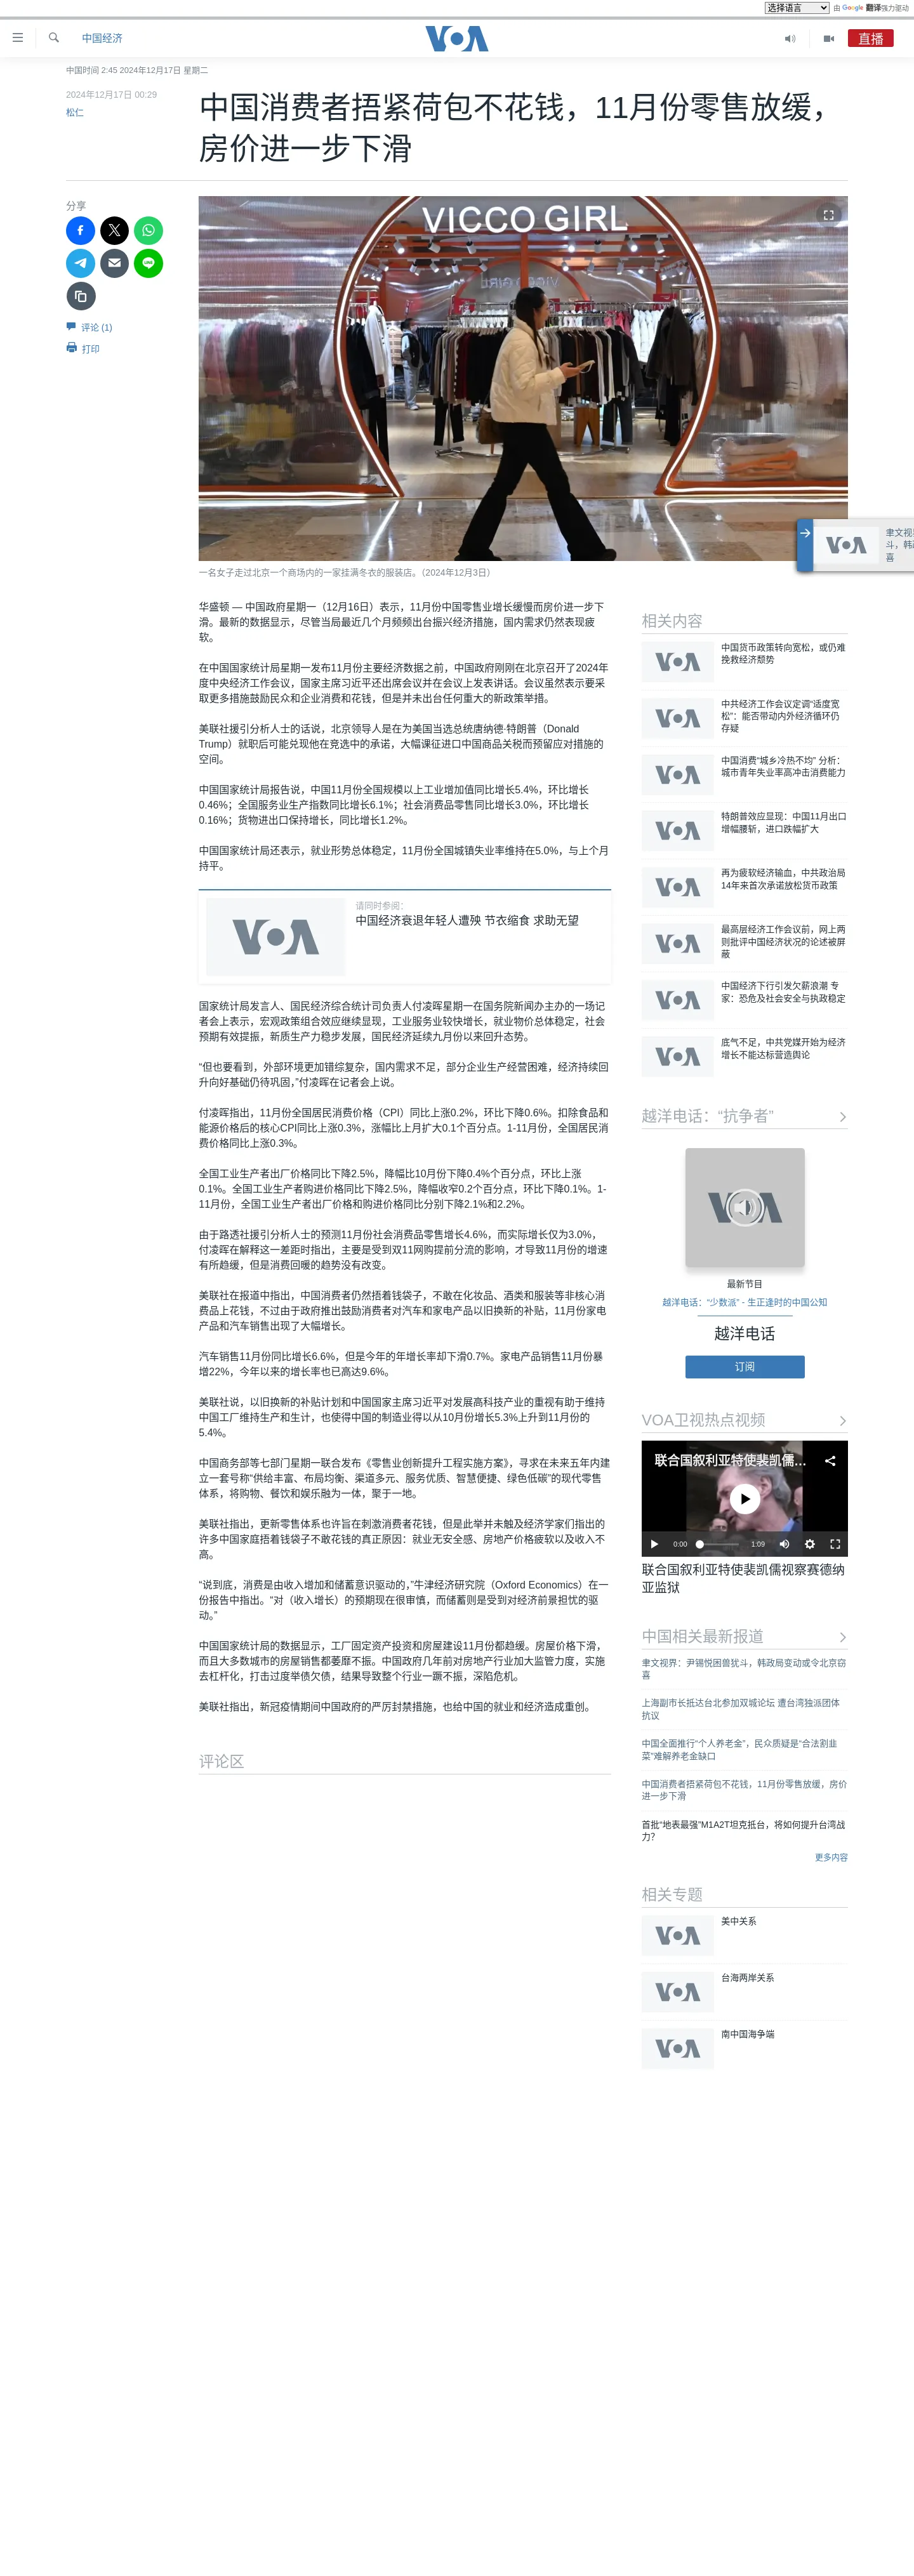 选择语言 由 Google 翻译强力驱动
中国经济
VOA
直播
中国时间 2:45 2024年12月17日 星期二
2024年12月17日 00:29
松仁
中国消费者捂紧荷包不花钱，11月份零售放缓，
房价进一步下滑
分享
评论 (1)
打印
VICCO GIRL
一名女子走过北京一个商场内的一家挂满冬衣的服装店。（2024年12月3日）
华盛顿 — 中国政府星期一（12月16日）表示，11月份中国零售业增长缓慢而房价进一步下
滑。最新的数据显示，尽管当局最近几个月频频出台振兴经济措施，国内需求仍然表现疲
软。
在中国国家统计局星期一发布11月份主要经济数据之前，中国政府刚刚在北京召开了2024年
度中央经济工作会议，国家主席习近平还出席会议并在会议上发表讲话。会议虽然表示要采
取更多措施鼓励民众和企业消费和花钱，但是并未出台任何重大的新政策举措。
美联社援引分析人士的话说，北京领导人是在为美国当选总统唐纳德·特朗普（Donald
Trump）就职后可能兑现他在竞选中的承诺，大幅课征进口中国商品关税而预留应对措施的
空间。
中国国家统计局报告说，中国11月份全国规模以上工业增加值同比增长5.4%，环比增长
0.46%；全国服务业生产指数同比增长6.1%；社会消费品零售同比增长3.0%，环比增长
0.16%；货物进出口保持增长，同比增长1.2%。
中国国家统计局还表示，就业形势总体稳定，11月份全国城镇失业率维持在5.0%，与上个月
持平。
VOA
请同时参阅：
中国经济衰退年轻人遭殃 节衣缩食 求助无望
国家统计局发言人、国民经济综合统计司负责人付凌晖星期一在国务院新闻办主办的一场记
者会上表示，宏观政策组合效应继续显现，工业服务业较快增长，就业物价总体稳定，社会
预期有效提振，新质生产力稳步发展，国民经济延续九月份以来回升态势。
“但也要看到，外部环境更加错综复杂，国内需求不足，部分企业生产经营困难，经济持续回
升向好基础仍待巩固，”付凌晖在记者会上说。
付凌晖指出，11月份全国居民消费价格（CPI）同比上涨0.2%，环比下降0.6%。扣除食品和
能源价格后的核心CPI同比上涨0.3%，涨幅比上月扩大0.1个百分点。1-11月份，全国居民消
费价格同比上涨0.3%。
全国工业生产者出厂价格同比下降2.5%，降幅比10月份下降0.4%个百分点，环比上涨
0.1%。全国工业生产者购进价格同比下降2.5%，降幅收窄0.2个百分点，环比下降0.1%。1-
11月份，全国工业生产者出厂价格和购进价格同比分别下降2.1%和2.2%。
由于路透社援引分析人士的预测11月份社会消费品零售增长4.6%，而实际增长仅为3.0%，
付凌晖在解释这一差距时指出，主要是受到双11网购提前分流的影响，才导致11月份的增速
有所趋缓，但是消费回暖的趋势没有改变。
美联社在报道中指出，中国消费者仍然捂着钱袋子，不敢在化妆品、酒类和服装等非核心消
费品上花钱，不过由于政府推出鼓励消费者对汽车和家电产品以旧换新的补贴，11月份家电
产品和汽车销售出现了大幅增长。
汽车销售11月份同比增长6.6%，但是今年的年增长率却下滑0.7%。家电产品销售11月份暴
增22%，今年以来的增长率也已高达9.6%。
美联社说，以旧换新的补贴计划和中国国家主席习近平对发展高科技产业的重视有助于维持
中国工厂维持生产和生计，也使得中国的制造业得以从10月份增长5.3%上升到11月份的
5.4%。
中国商务部等七部门星期一联合发布《零售业创新提升工程实施方案》，寻求在未来五年内建
立一套号称“供给丰富、布局均衡、渠道多元、服务优质、智慧便捷、绿色低碳”的现代零售
体系，将购物、餐饮和娱乐融为一体，聚于一地。
美联社指出，更新零售体系也许旨在刺激消费者花钱，但是此举并未触及经济学家们指出的
许多中国家庭捂着钱袋子不敢花钱的真正原因：就业无安全感、房地产价格疲软以及收入不
高。
“说到底，消费是由收入增加和储蓄意识驱动的，”牛津经济研究院（Oxford Economics）在一
份报告中指出。“对（收入增长）的预期现在很审慎，而储蓄则是受到对经济前景担忧的驱
动。”
中国国家统计局的数据显示，工厂固定资产投资和房屋建设11月份都趋缓。房屋价格下滑，
而且大多数城市的房屋销售都萎靡不振。中国政府几年前对房地产行业加大监管力度，实施
去杠杆化，打击过度举债欠债，结果导致整个行业一蹶不振，深陷危机。
美联社指出，新冠疫情期间中国政府的严厉封禁措施，也给中国的就业和经济造成重创。
评论区
VOA
聿文视界
斗，韩政
喜
相关内容
VOA
中国货币政策转向宽松，或仍难
挽救经济颓势
VOA
中共经济工作会议定调“适度宽
松”：能否带动内外经济循环仍
存疑
VOA
中国消费“城乡冷热不均” 分析：
城市青年失业率高冲击消费能力
VOA
特朗普效应显现：中国11月出口
增幅腰斩，进口跌幅扩大
VOA
再为疲软经济输血，中共政治局
14年来首次承诺放松货币政策
VOA
最高层经济工作会议前，网上两
则批评中国经济状况的论述被屏
蔽
VOA
中国经济下行引发欠薪浪潮 专
家：恐危及社会安全与执政稳定
VOA
底气不足，中共党媒开始为经济
增长不能达标营造舆论
越洋电话：“抗争者”
VOA
最新节目
越洋电话：“少数派” - 生正逢时的中国公知
越洋电话
订阅
VOA卫视热点视频
联合国叙利亚特使裴凯儒...
0:00 1:09
联合国叙利亚特使裴凯儒视察赛德纳
亚监狱
中国相关最新报道
聿文视界：尹锡悦困兽犹斗，韩政局变动或令北京窃
喜
上海副市长抵达台北参加双城论坛 遭台湾独派团体
抗议
中国全面推行“个人养老金”，民众质疑是“合法割韭
菜”难解养老金缺口
中国消费者捂紧荷包不花钱，11月份零售放缓，房价
进一步下滑
首批“地表最强”M1A2T坦克抵台，将如何提升台湾战
力？
更多内容
相关专题
VOA
美中关系
VOA
台海两岸关系
VOA
南中国海争端